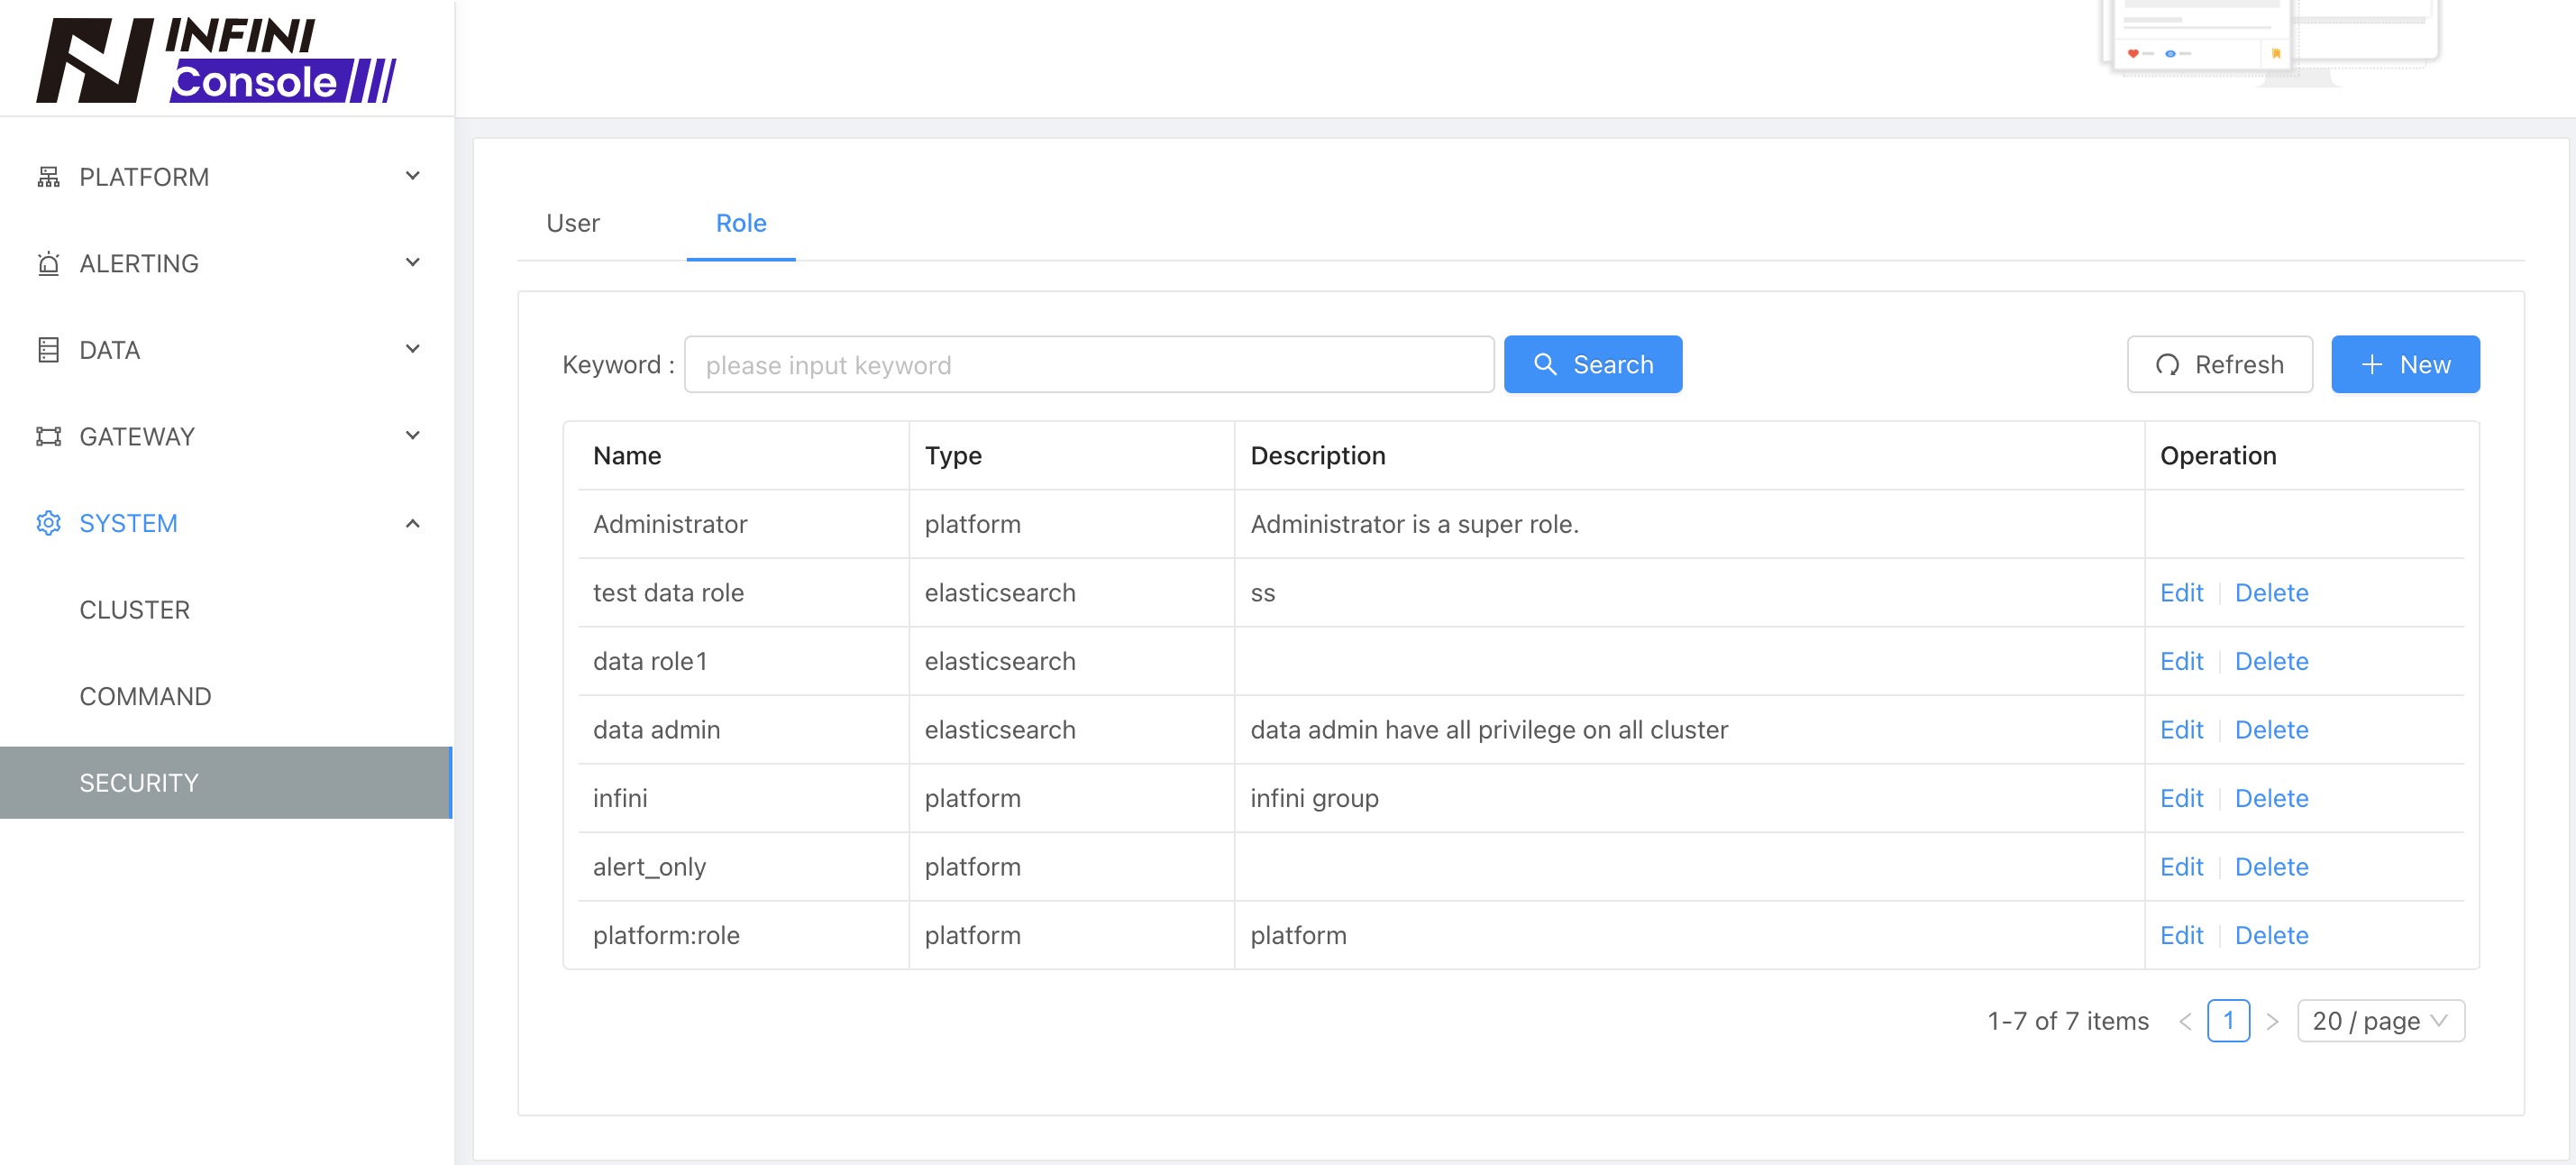 INFINI
Console
PLATFORM
ALERTING
DATA
GATEWAY
SYSTEM
CLUSTER
COMMAND
SECURITY
User Role
Keyword : please input keyword Search Refresh New
Name Type Description Operation
Administrator platform Administrator is a super role.
test data role elasticsearch ss Edit Delete
data role1 elasticsearch Edit Delete
data admin elasticsearch data admin have all privilege on all cluster Edit Delete
infini platform infini group Edit Delete
alert_only platform Edit Delete
platform:role platform platform Edit Delete
1-7 of 7 items < 1 > 20 / page